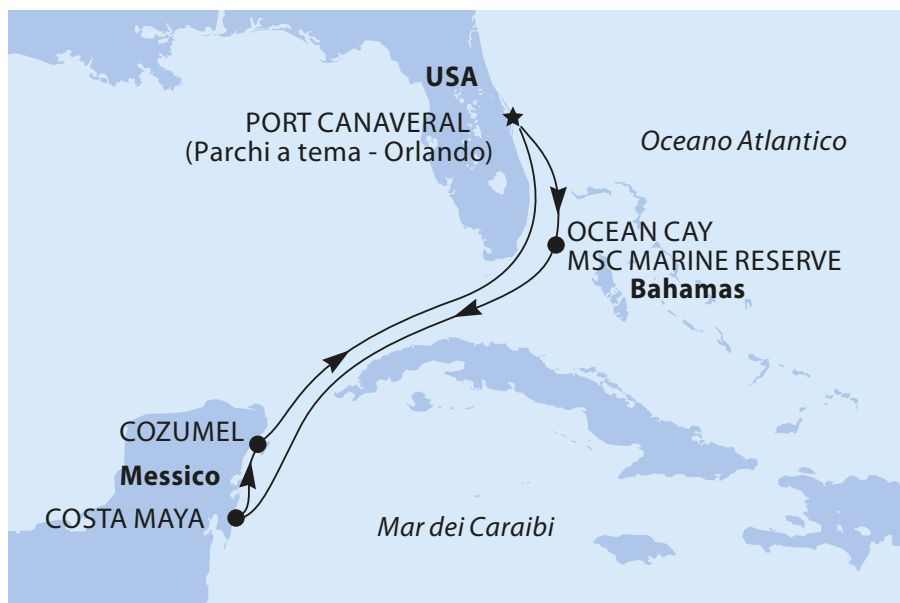 USA
PORT CANAVERAL
(Parchi a tema - Orlando)
Oceano Atlantico
OCEAN CAY
MSC MARINE RESERVE
Bahamas
COZUMEL
Messico
COSTA MAYA
Mar dei Caraibi